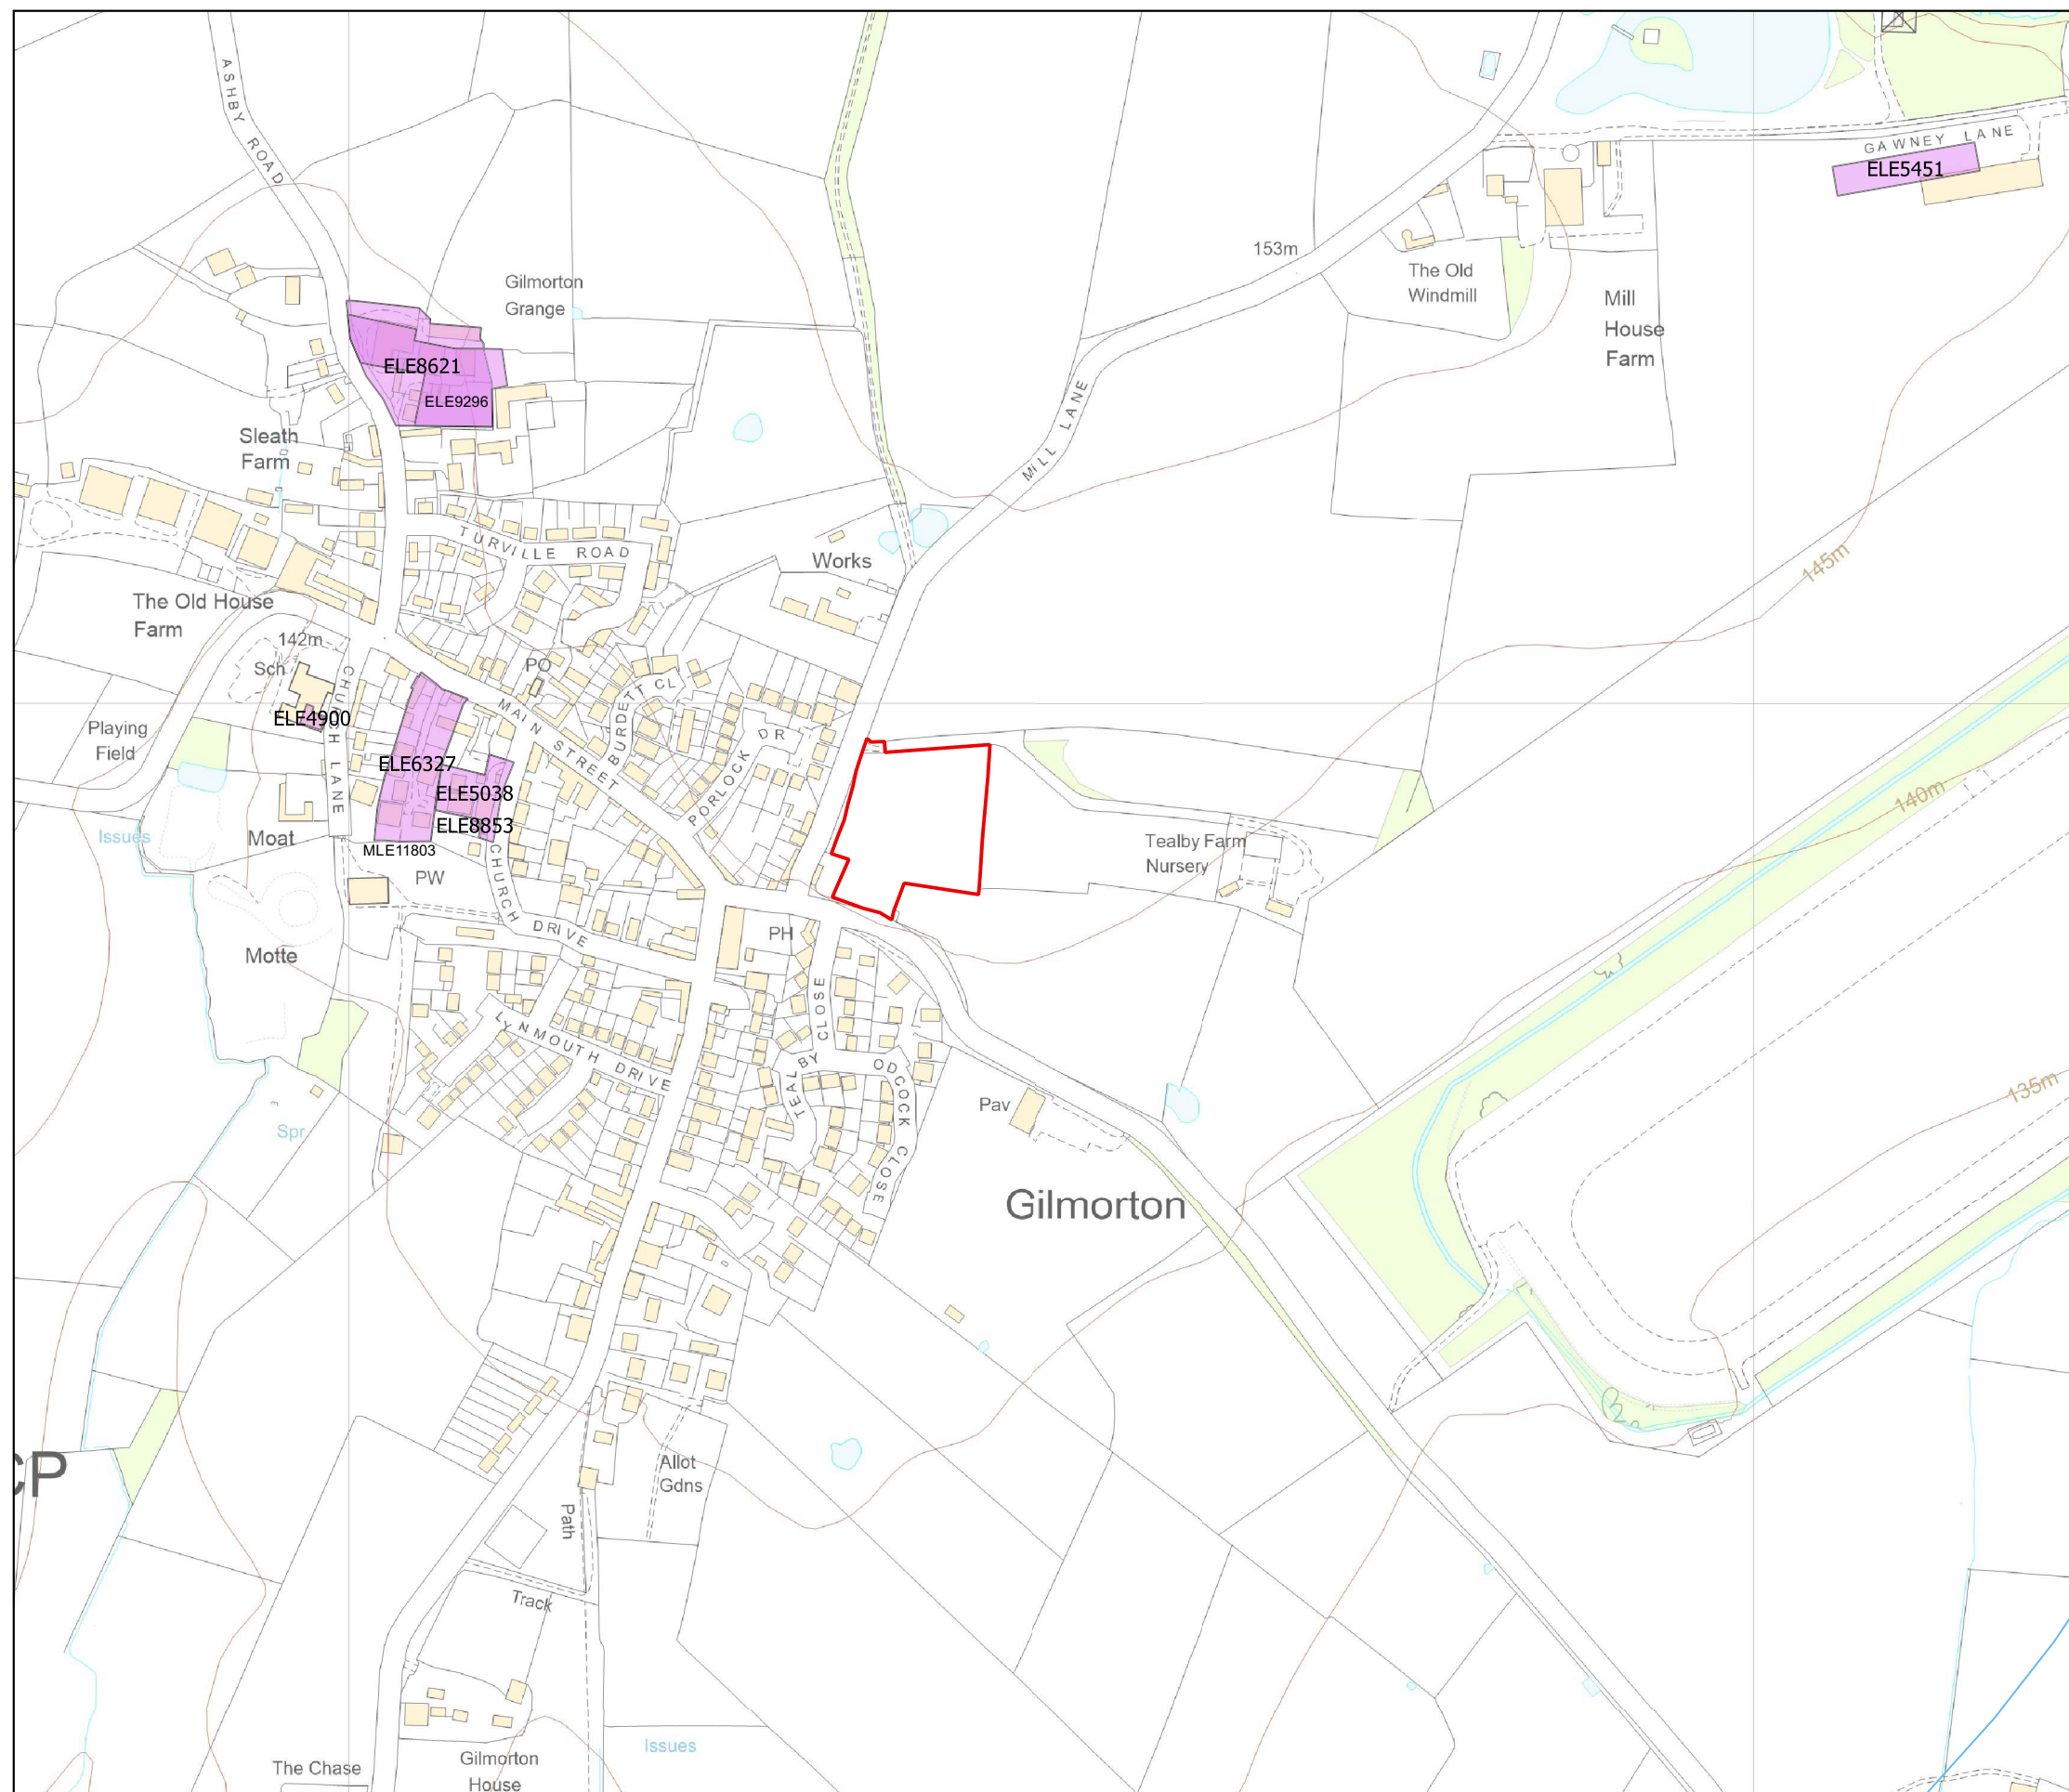 ASHBY ROAD
GAWNEY LANE
ELE5451
153m
The Old
Windmill
Mill
House
Farm
Gilmorton
Grange
ELE8621
ELE9296
MILL LANE
Sleath
Farm
TURVILLE ROAD
Works
145m
The Old House
Farm
142m
Sch
CHURCH LANE
PO
BURDETT CL
MAIN STREET
ELE4900
Playing
Field
PORLOCK DR
ELE6327
ELE5038
ELE8853
140m
Issues
Moat
MLE11803
PW
CHURCH DRIVE
Tealby Farm
Nursery
PH
Motte
LYNMOUTH DRIVE
TEALBY CLOSE
ODCOCK CLOSE
Pav
135m
Spr
Gilmorton
CP
Allot
Gdns
Path
Track
Issues
The Chase
Gilmorton
House